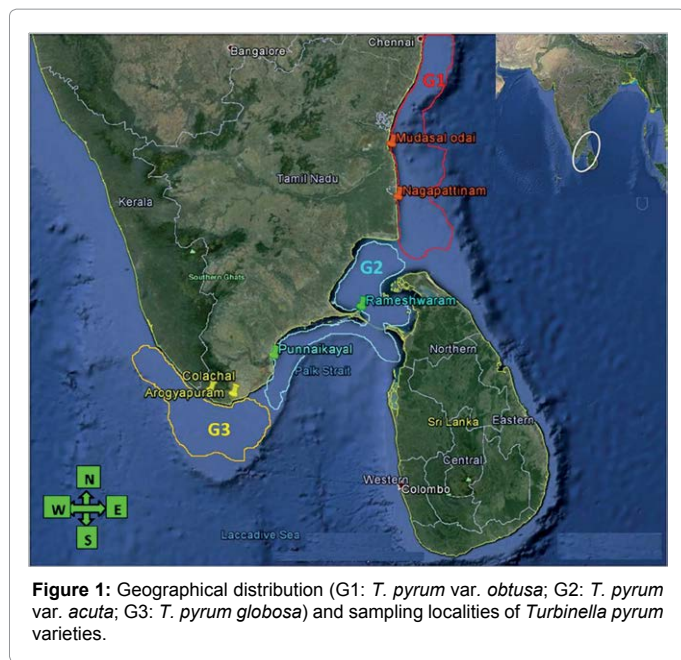 Chennai
Bangalore
G1
Mudasal odai
Tamil Nadu
Nagapattinam
Kerala
Southern Ghats
G2
Rameshwaram
Punnaikayal
Northern
Palk Strait
Colachal
Arogyapuram
G3
Sri Lanka
Eastern
Central
Western
Colombo
N
W E
S
Laccadive Sea
Figure 1: Geographical distribution (G1: T. pyrum var. obtusa; G2: T. pyrum
var. acuta; G3: T. pyrum globosa) and sampling localities of Turbinella pyrum
varieties.